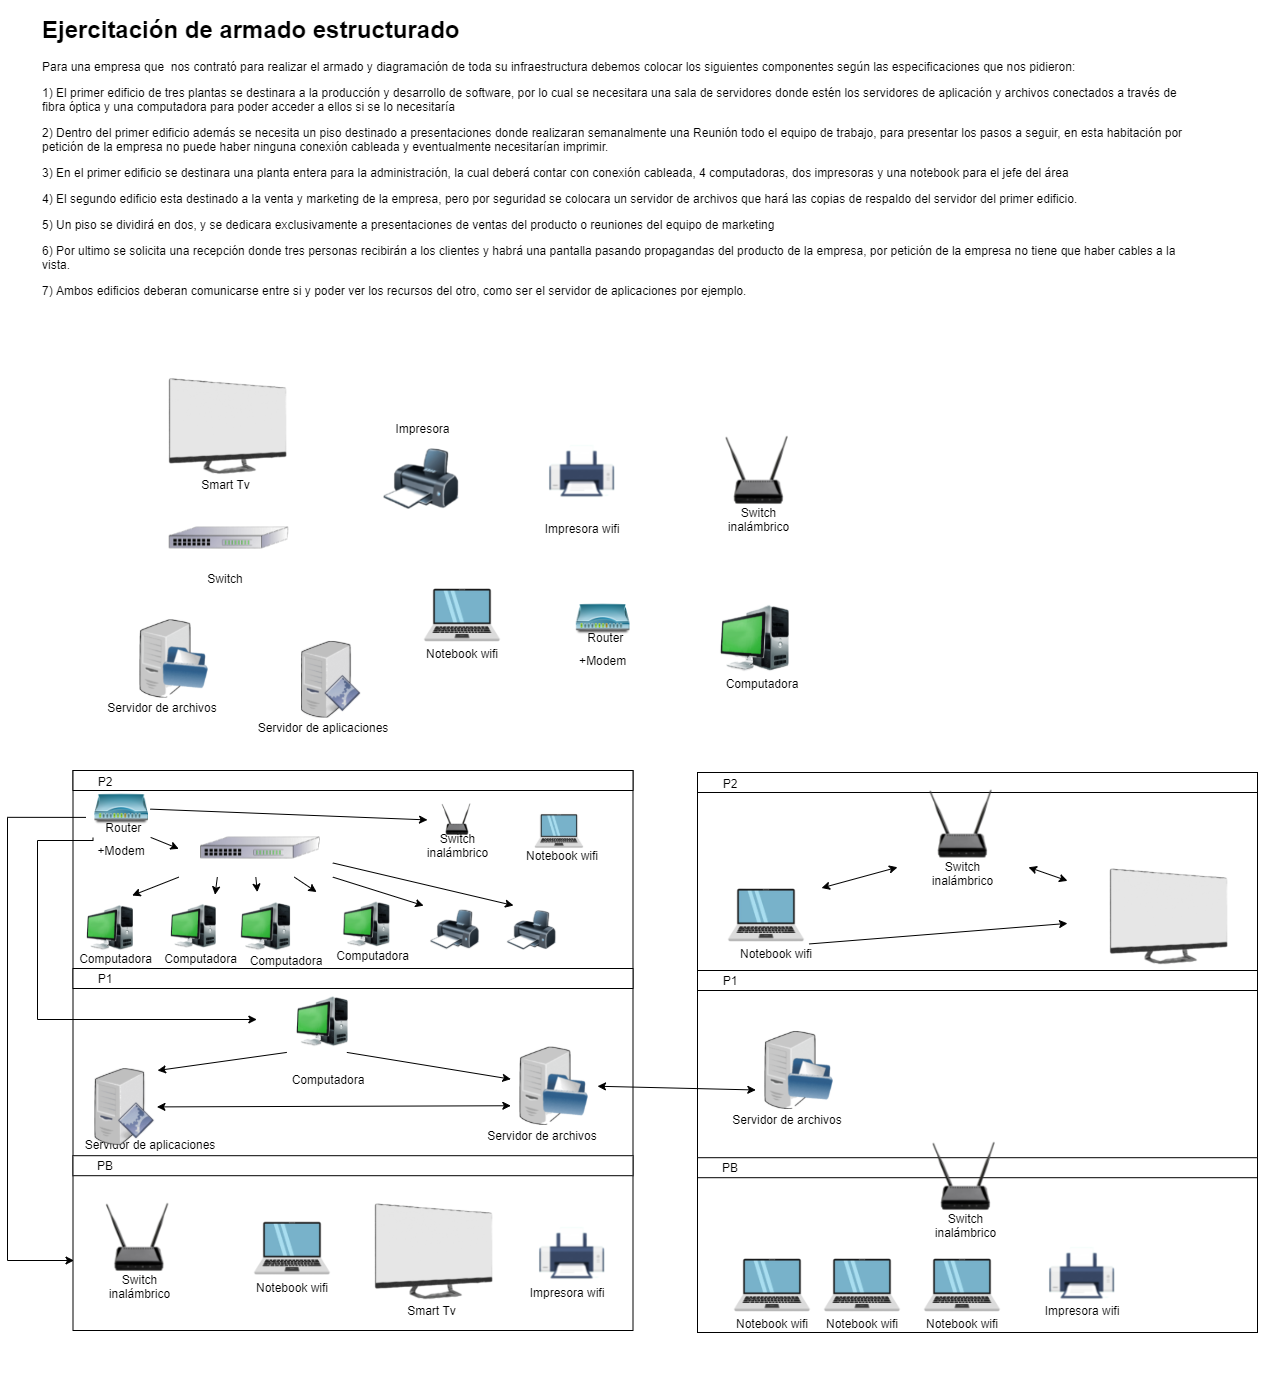 Ejercitación de armado estructurado
Para una empresa que  nos contrató para realizar el armado y diagramación de toda su infraestructura debemos colocar los siguientes componentes según las especificaciones que nos pidieron:
1) El primer edificio de tres plantas se destinara a la producción y desarrollo de software, por lo cual se necesitara una sala de servidores donde estén los servidores de aplicación y archivos conectados a través de
fibra óptica y una computadora para poder acceder a ellos si se lo necesitaría
2) Dentro del primer edificio además se necesita un piso destinado a presentaciones donde realizaran semanalmente una Reunión todo el equipo de trabajo, para presentar los pasos a seguir, en esta habitación por
petición de la empresa no puede haber ninguna conexión cableada y eventualmente necesitarían imprimir.
3) En el primer edificio se destinara una planta entera para la administración, la cual deberá contar con conexión cableada, 4 computadoras, dos impresoras y una notebook para el jefe del área
4) El segundo edificio esta destinado a la venta y marketing de la empresa, pero por seguridad se colocara un servidor de archivos que hará las copias de respaldo del servidor del primer edificio.
5) Un piso se dividirá en dos, y se dedicara exclusivamente a presentaciones de ventas del producto o reuniones del equipo de marketing
6) Por ultimo se solicita una recepción donde tres personas recibirán a los clientes y habrá una pantalla pasando propagandas del producto de la empresa, por petición de la empresa no tiene que haber cables a la
vista.
7) Ambos edificios deberan comunicarse entre si y poder ver los recursos del otro, como ser el servidor de aplicaciones por ejemplo.
Impresora
Smart Tv
Switch
inalámbrico
Impresora wifi
Switch
Router
+Modem
Notebook wifi
Computadora
Servidor de archivos
Servidor de aplicaciones
P2
Router
+Modem
Switch
inalámbrico
Notebook wifi
Computadora
Computadora
Computadora
Computadora
P1
Computadora
Servidor de aplicaciones
Servidor de archivos
PB
Switch
inalámbrico
Notebook wifi
Smart Tv
Impresora wifi
P2
Switch
inalámbrico
Notebook wifi
P1
Servidor de archivos
PB
Switch
inalámbrico
Notebook wifi
Notebook wifi
Notebook wifi
Impresora wifi